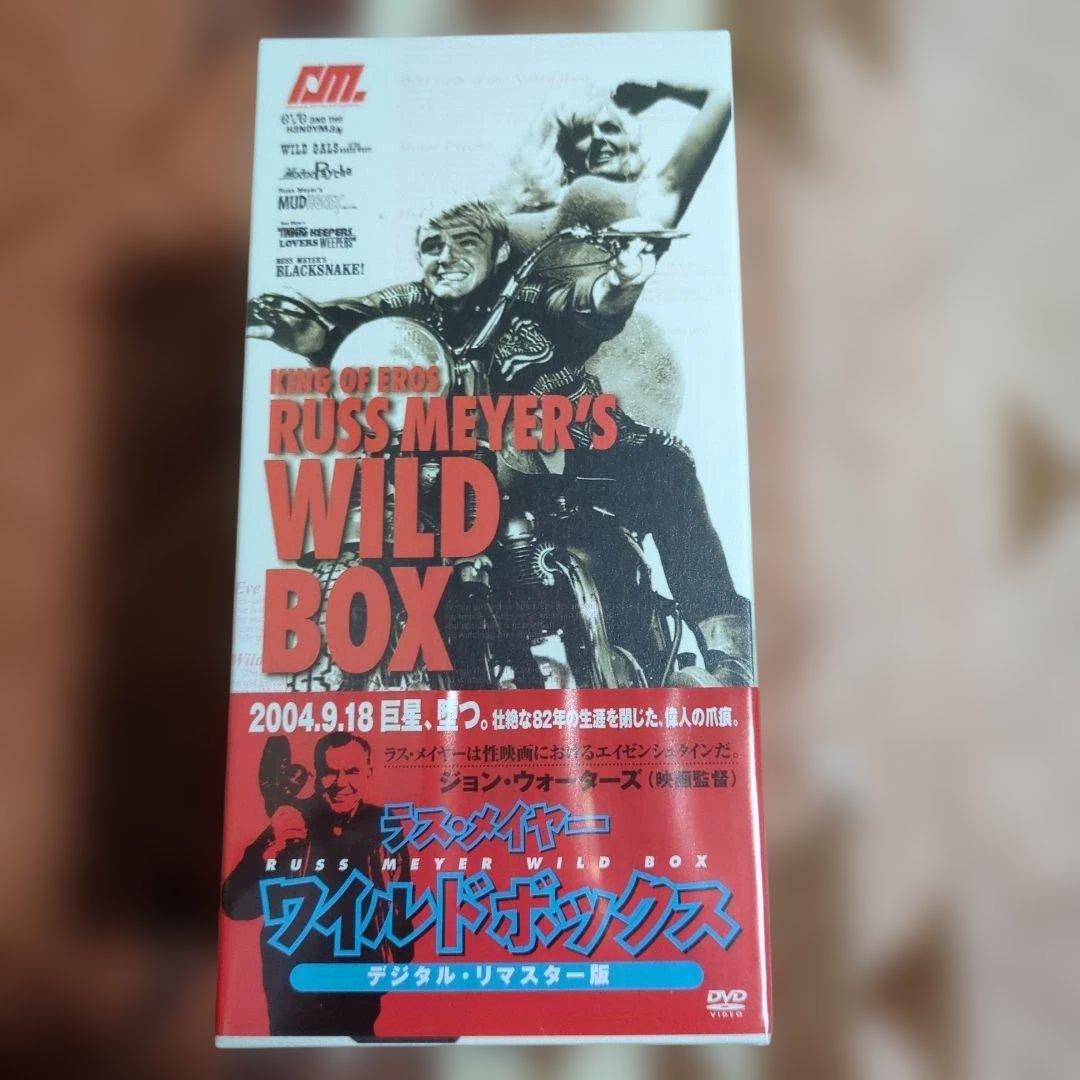 RM.
eve AND THE
HANDYMAN
WILD GALS
MotorPsycho
Russ Meyer's
MUDHONEY
FINDERS KEEPERS
LOVERS WEEPERS
RUSS MEYER'S
BLACKSNAKE!
KING OF EROS
RUSS MEYER'S
WILD
BOX
Eve
Wild
2004.9.18 巨星、堕つ。壮絶な82年の生涯を閉じた、偉人の爪痕。
ラス・メイヤーは性映画におけるエイゼンシュタインだ。
ジョン・ウォーターズ（映画監督）
ラス・メイヤー
RUSS MEYER WILD BOX
ワイルドボックス
デジタル・リマスター版
DVD
VIDEO